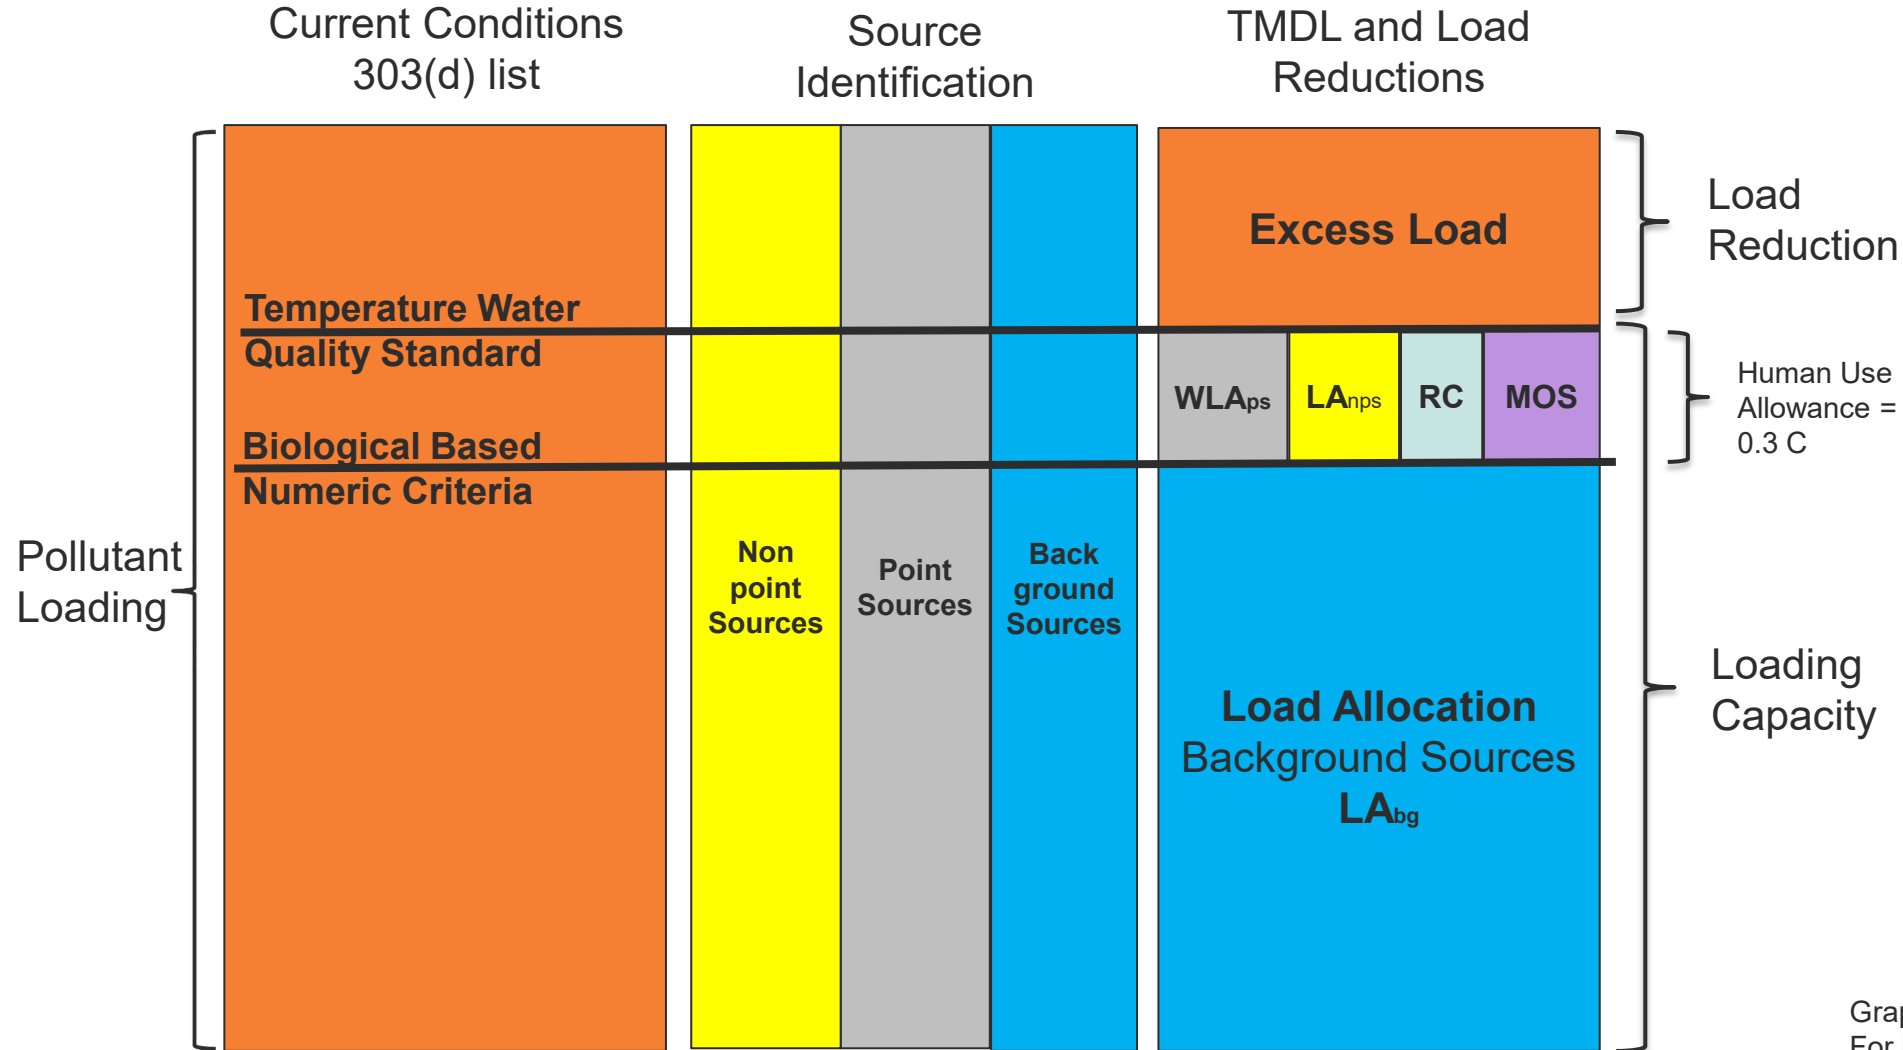 Current Conditions
303(d) list
Source
Identification
TMDL and Load
Reductions
Excess Load
Load
Reduction
Temperature Water
Quality Standard
WLAps
LAnps
RC
MOS
Human Use
Allowance =
0.3 C
Biological Based
Numeric Criteria
Pollutant
Loading
Non
point
Sources
Point
Sources
Back
ground
Sources
Load Allocation
Background Sources
LAbg
Loading
Capacity
For